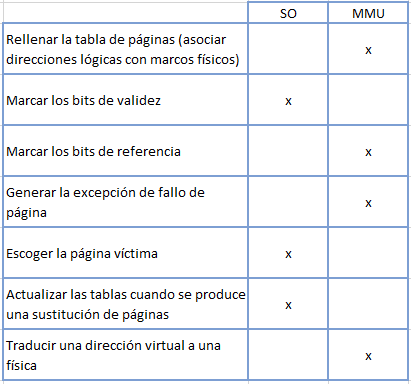 SO MMU
Rellenar la tabla de páginas (asociar
direcciones lógicas con marcos físicos) x
Marcar los bits de validez x
Marcar los bits de referencia x
Generar la excepción de fallo de
página x
Escoger la página víctima x
Actualizar las tablas cuando se produce
una sustitución de páginas x
Traducir una dirección virtual a una
física x